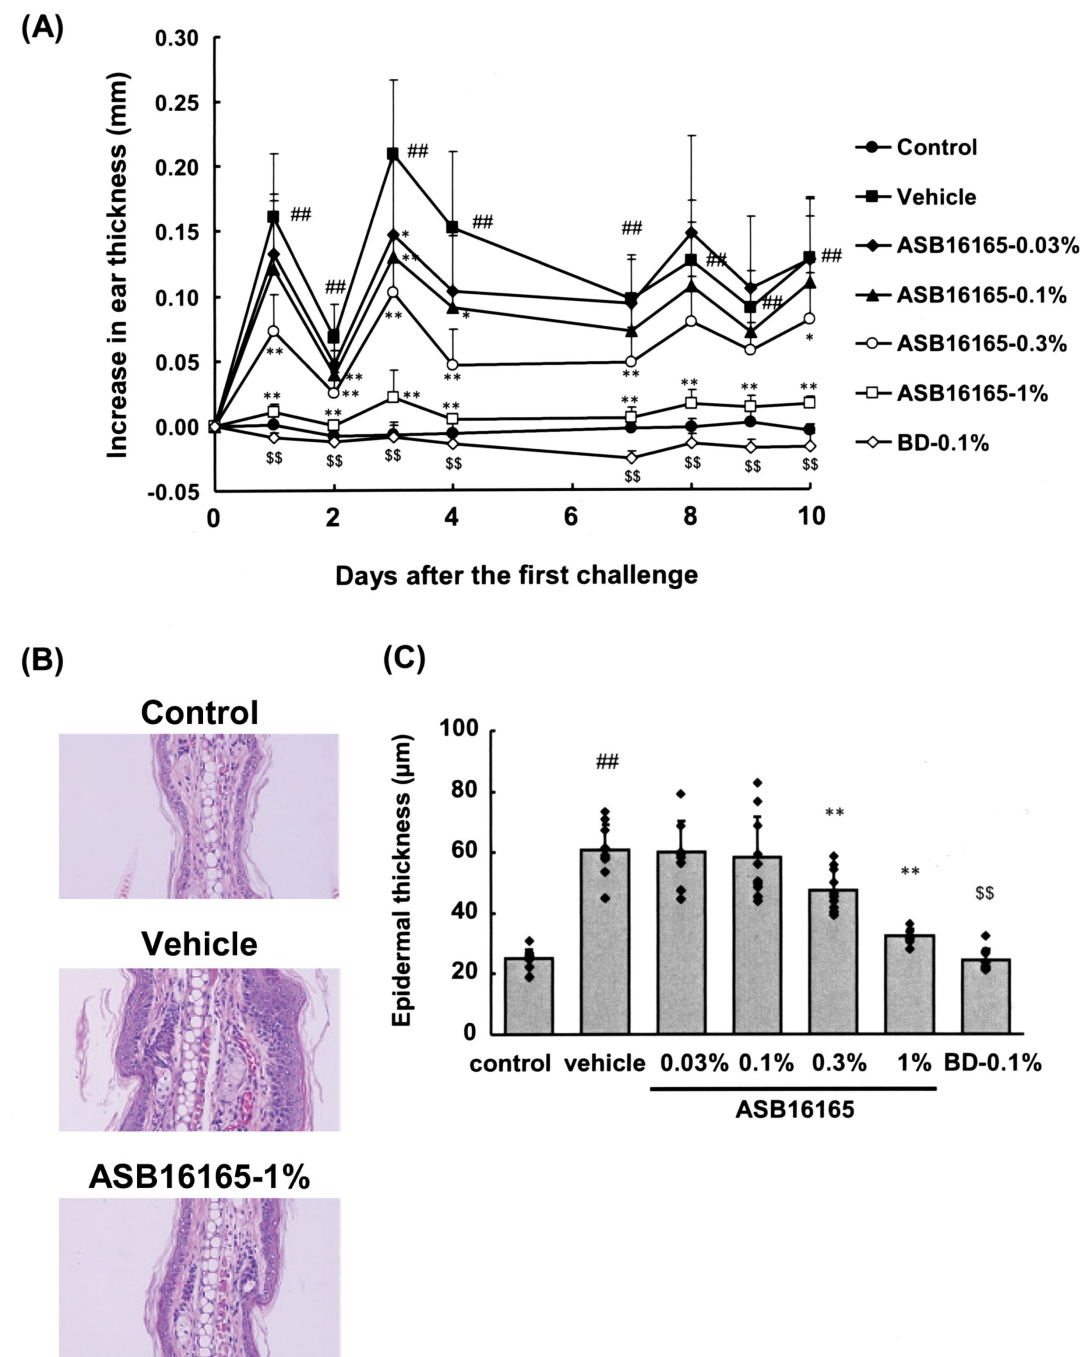 (A)
0.30
0.25
0.20
0.15
0.10
0.05
0.00
-0.05
Increase in ear thickness (mm)
0 2 4 6 8 10
Days after the first challenge
## ## ## ## ## ## ## ##
* ** * ** ** ** ** ** ** *
** ** ** ** ** ** ** **
$$ $$ $$ $$ $$ $$ $$ $$
Control
Vehicle
ASB16165-0.03%
ASB16165-0.1%
ASB16165-0.3%
ASB16165-1%
BD-0.1%
(B)
Control
Vehicle
ASB16165-1%
(C)
100
80
60
40
20
0
Epidermal thickness (μm)
##
**
**
$$
control vehicle 0.03% 0.1% 0.3% 1% BD-0.1%
ASB16165